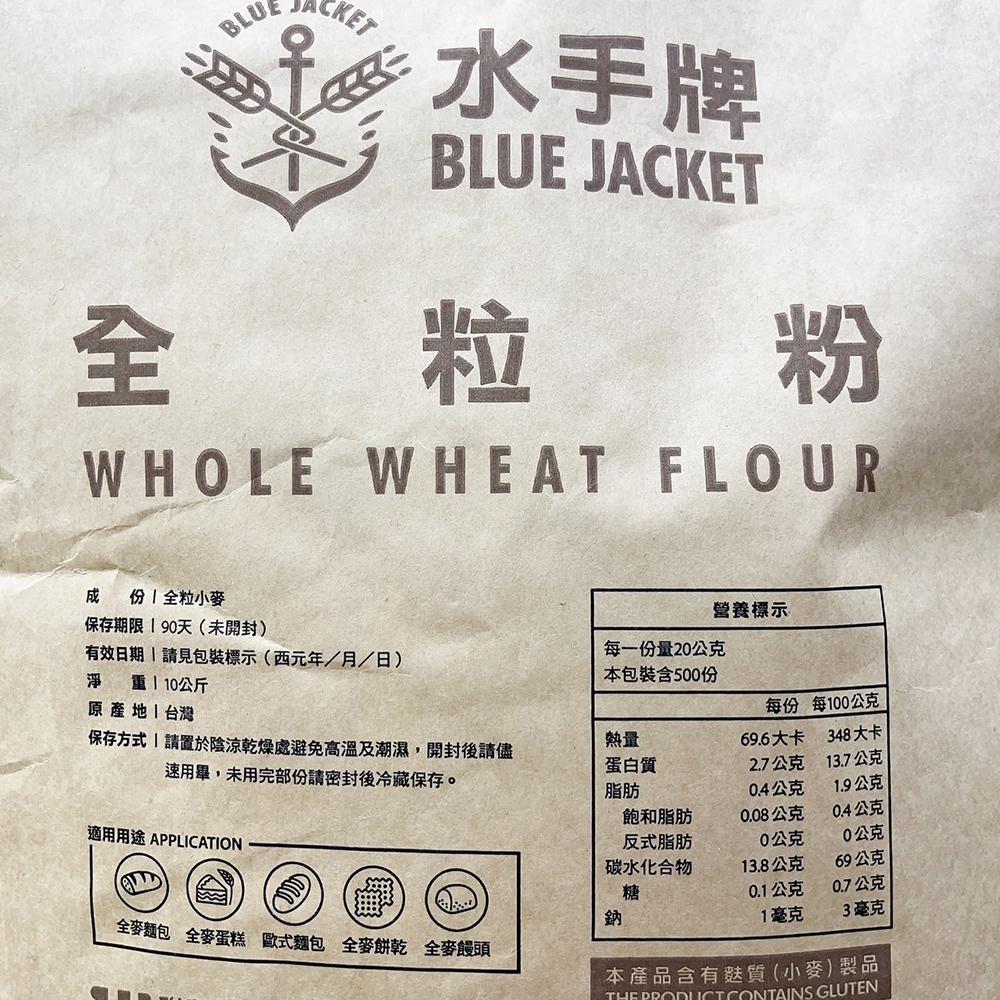 BLUE JACKET
水手牌
BLUE JACKET
全粒粉
WHOLE WHEAT FLOUR
成份|全粒小麥
保存期限|90天（未開封）
有效日期|請見包裝標示（西元年／月／日）
淨重|10公斤
原產地|台灣
保存方式|請置於陰涼乾燥處避免高溫及潮濕，開封後請儘
速用畢，未用完部份請密封後冷藏保存。
適用用途 APPLICATION
全麥麵包 全麥蛋糕 歐式麵包 全麥餅乾 全麥饅頭
營養標示
每一份量20公克
本包裝含500份
每份 每100公克
熱量 69.6大卡 348大卡
蛋白質 2.7公克 13.7公克
脂肪 0.4公克 1.9公克
飽和脂肪 0.08公克 0.4公克
反式脂肪 0公克 0公克
碳水化合物 13.8公克 69公克
糖 0.1公克 0.7公克
鈉 1毫克 3毫克
本產品含有麩質（小麥）製品
THE PRODUCT CONTAINS GLUTEN